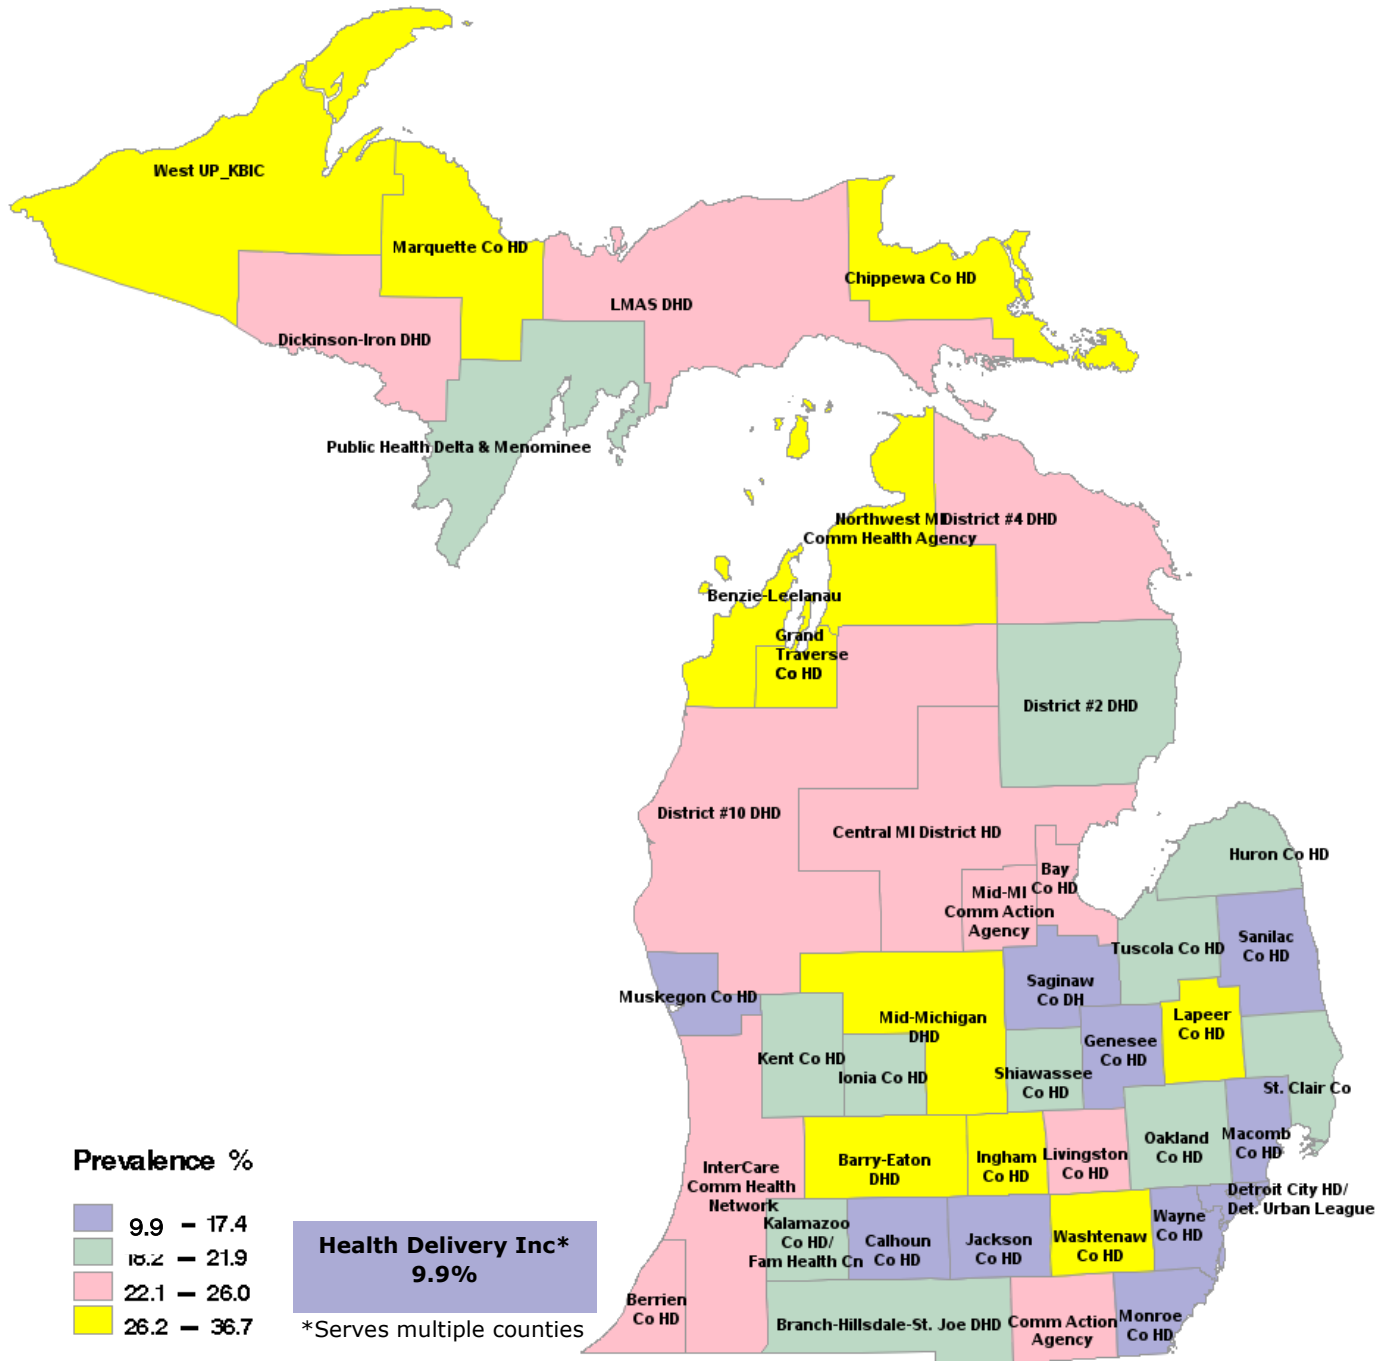 West UP_KBIC
Marquette Co HD
Chippewa Co HD
LMAS DHD
Dickinson-Iron DHD
Public Health Delta & Menominee
Northwest MI
Comm Health Agency
District #4 DHD
Benzie-Leelanau
Grand
Traverse
Co HD
District #2 DHD
District #10 DHD
Central MI District HD
Huron Co HD
Bay
Co HD
Mid-MI
Comm Action
Agency
Tuscola Co HD
Sanilac
Co HD
Muskegon Co HD
Saginaw
Co DH
Mid-Michigan
DHD
Lapeer
Co HD
Genesee
Co HD
Kent Co HD
Ionia Co HD
Shiawassee
Co HD
St. Clair Co
Barry-Eaton
DHD
Ingham
Co HD
Livingston
Co HD
Oakland
Co HD
Macomb
Co HD
InterCare
Comm Health
Network
Detroit City HD/
Det. Urban League
Kalamazoo
Co HD/
Fam Health Cn
Calhoun
Co HD
Jackson
Co HD
Washtenaw
Co HD
Wayne
Co HD
Berrien
Co HD
Branch-Hillsdale-St. Joe DHD
Comm Action
Agency
Monroe
Co HD
Prevalence %
9.9 – 17.4
18.2 – 21.9
22.1 – 26.0
26.2 – 36.7
Health Delivery Inc*
9.9%
*Serves multiple counties